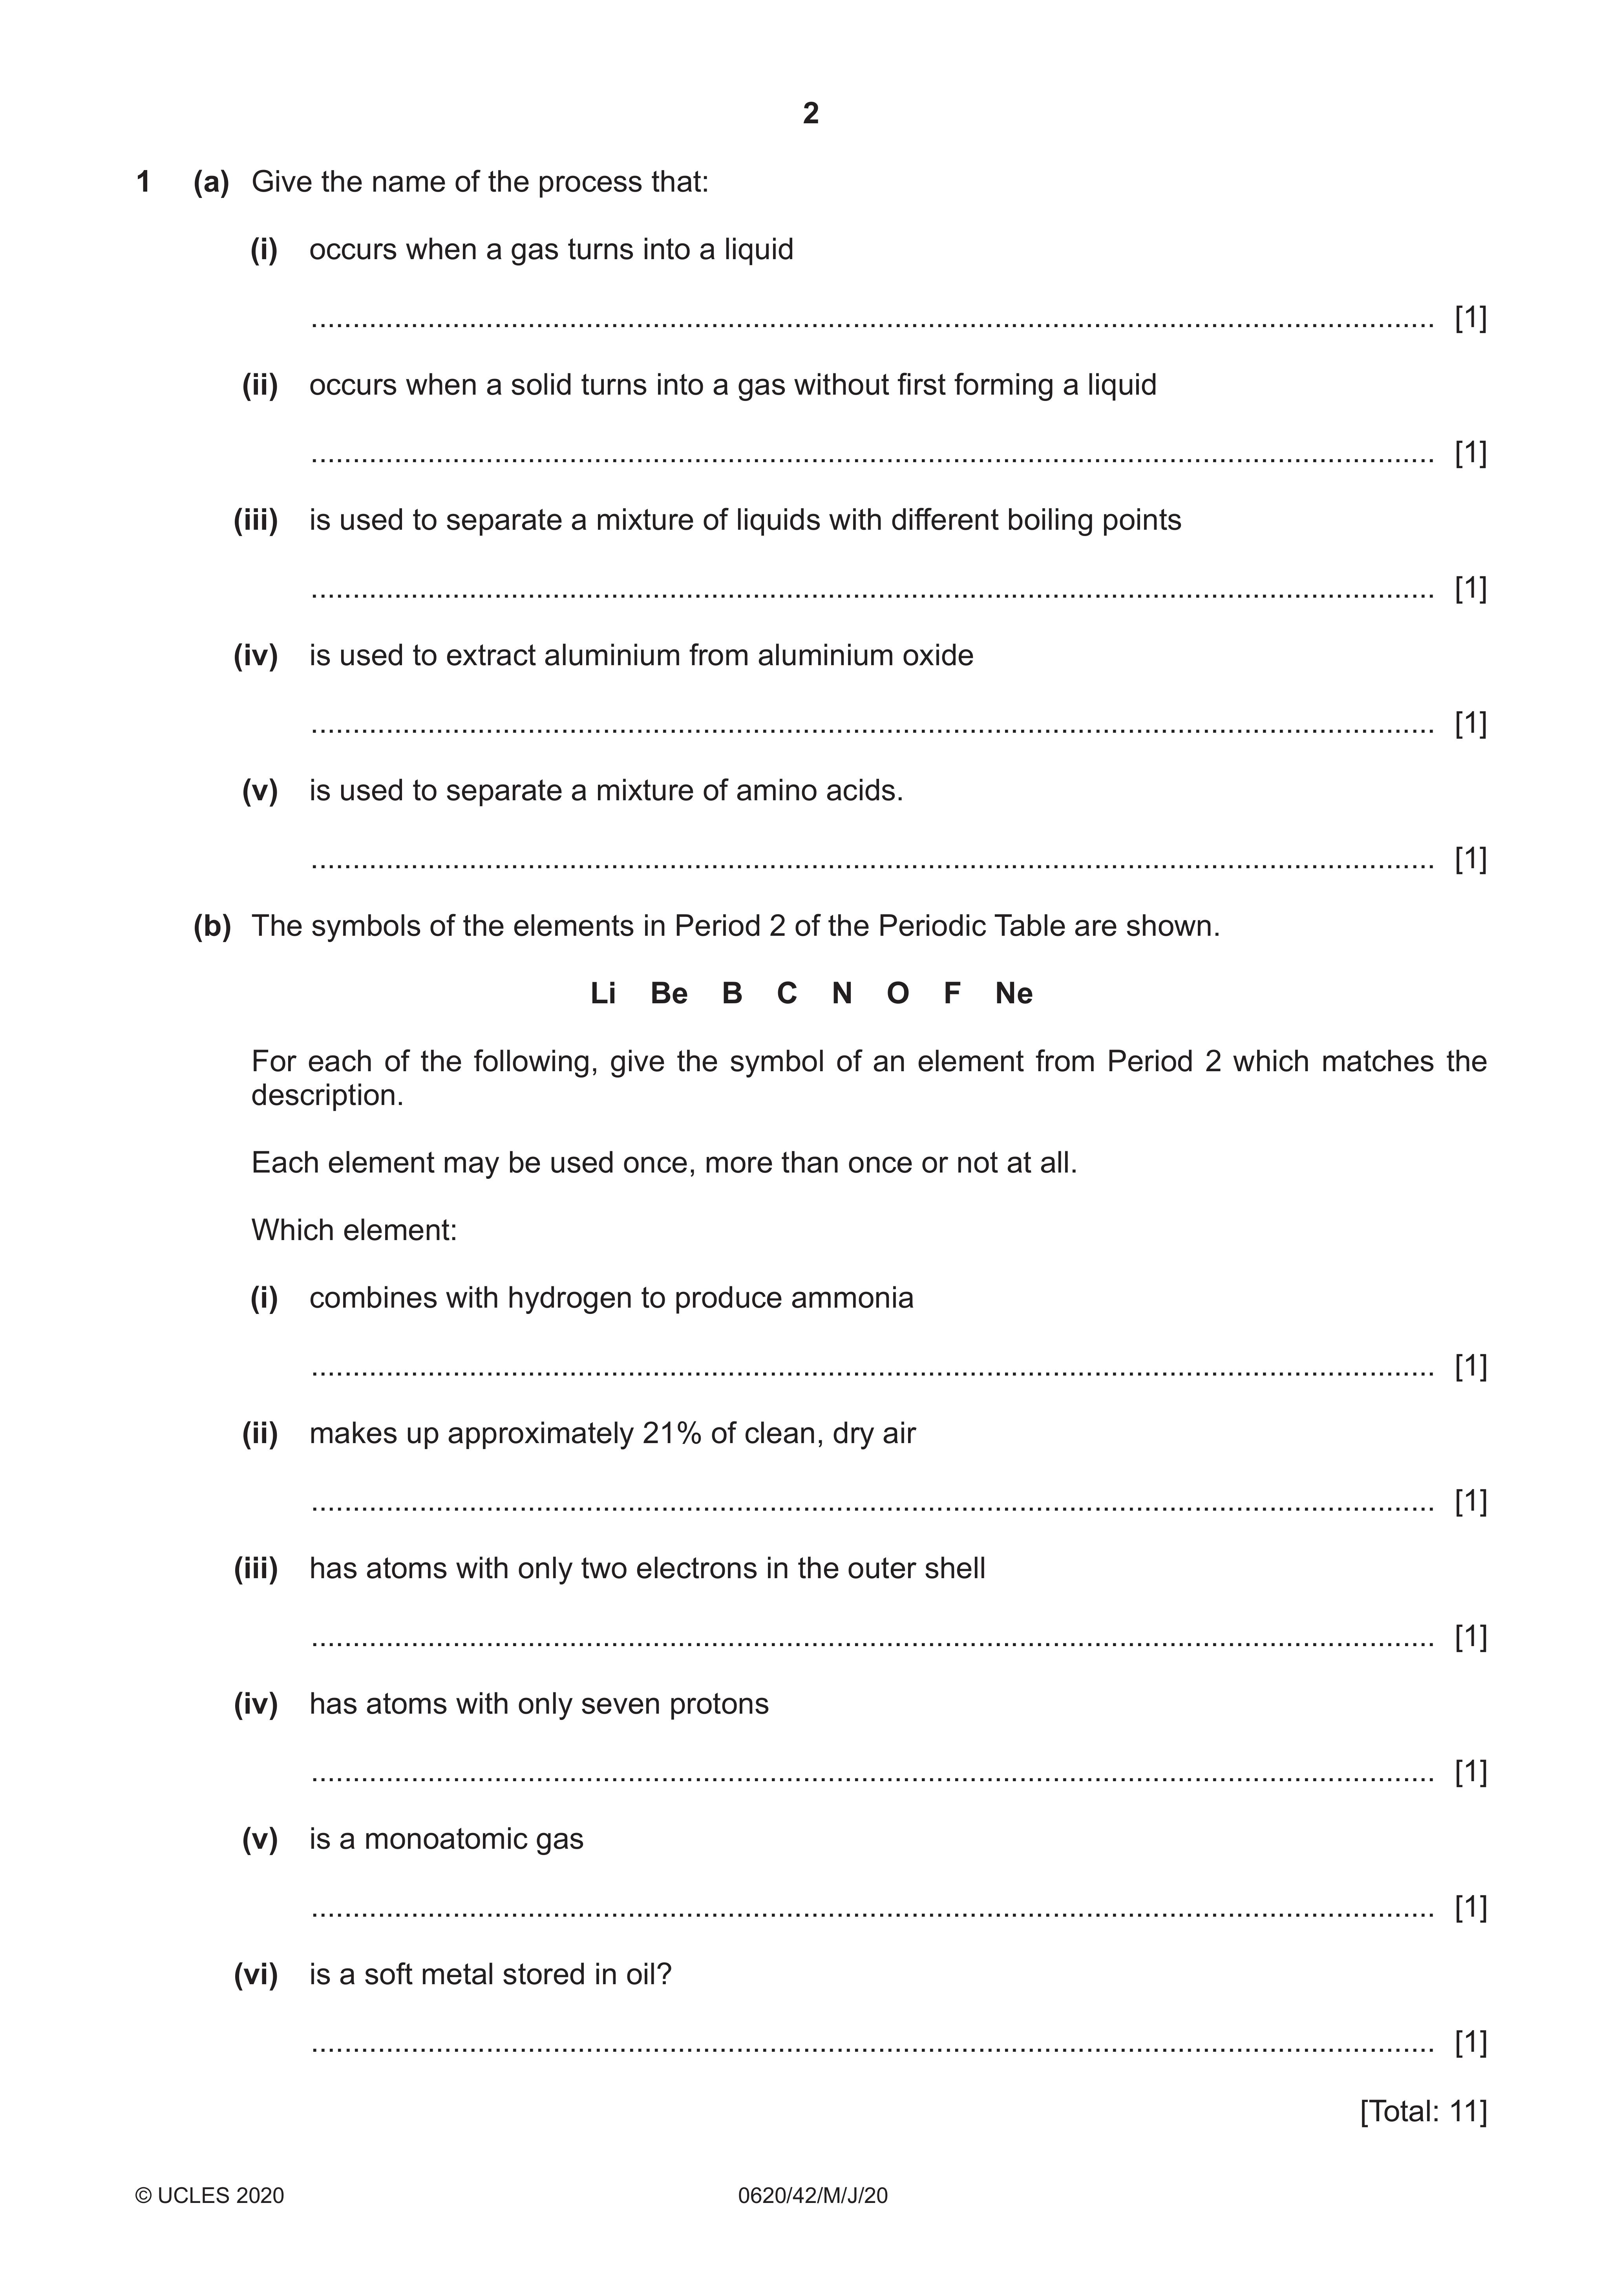 2
1 (a) Give the name of the process that:
(i) occurs when a gas turns into a liquid
.......................................................................................................................................... [1]
(ii) occurs when a solid turns into a gas without first forming a liquid
.......................................................................................................................................... [1]
(iii) is used to separate a mixture of liquids with different boiling points
.......................................................................................................................................... [1]
(iv) is used to extract aluminium from aluminium oxide
.......................................................................................................................................... [1]
(v) is used to separate a mixture of amino acids.
.......................................................................................................................................... [1]
(b) The symbols of the elements in Period 2 of the Periodic Table are shown.
Li Be B C N O F Ne
For each of the following, give the symbol of an element from Period 2 which matches the
description.
Each element may be used once, more than once or not at all.
Which element:
(i) combines with hydrogen to produce ammonia
.......................................................................................................................................... [1]
(ii) makes up approximately 21% of clean, dry air
.......................................................................................................................................... [1]
(iii) has atoms with only two electrons in the outer shell
.......................................................................................................................................... [1]
(iv) has atoms with only seven protons
.......................................................................................................................................... [1]
(v) is a monoatomic gas
.......................................................................................................................................... [1]
(vi) is a soft metal stored in oil?
.......................................................................................................................................... [1]
[Total: 11]
© UCLES 2020 0620/42/M/J/20